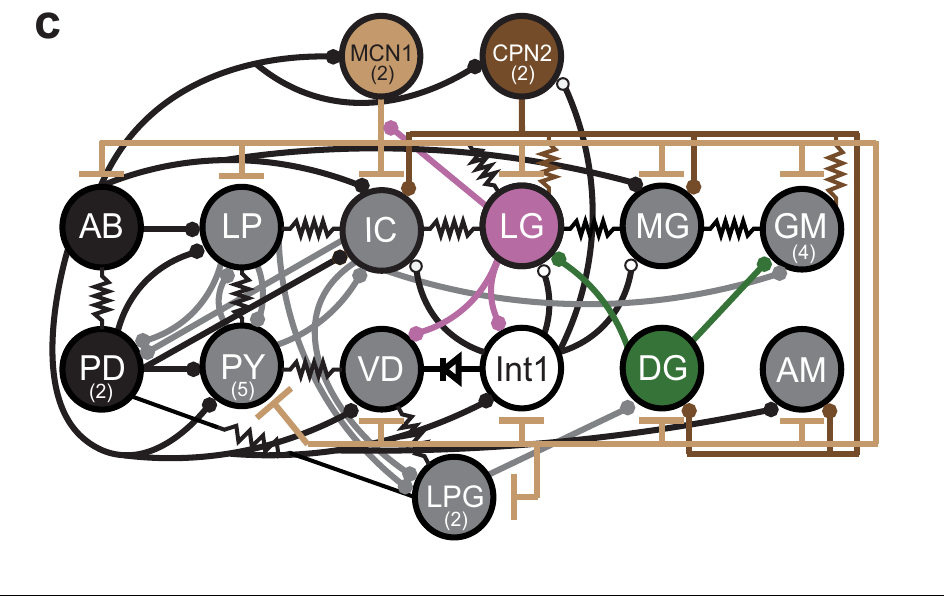 c
MCN1
(2)
CPN2
(2)
AB
LP
IC
LG
MG
GM
(4)
PD
(2)
PY
(5)
VD
Int1
DG
AM
LPG
(2)